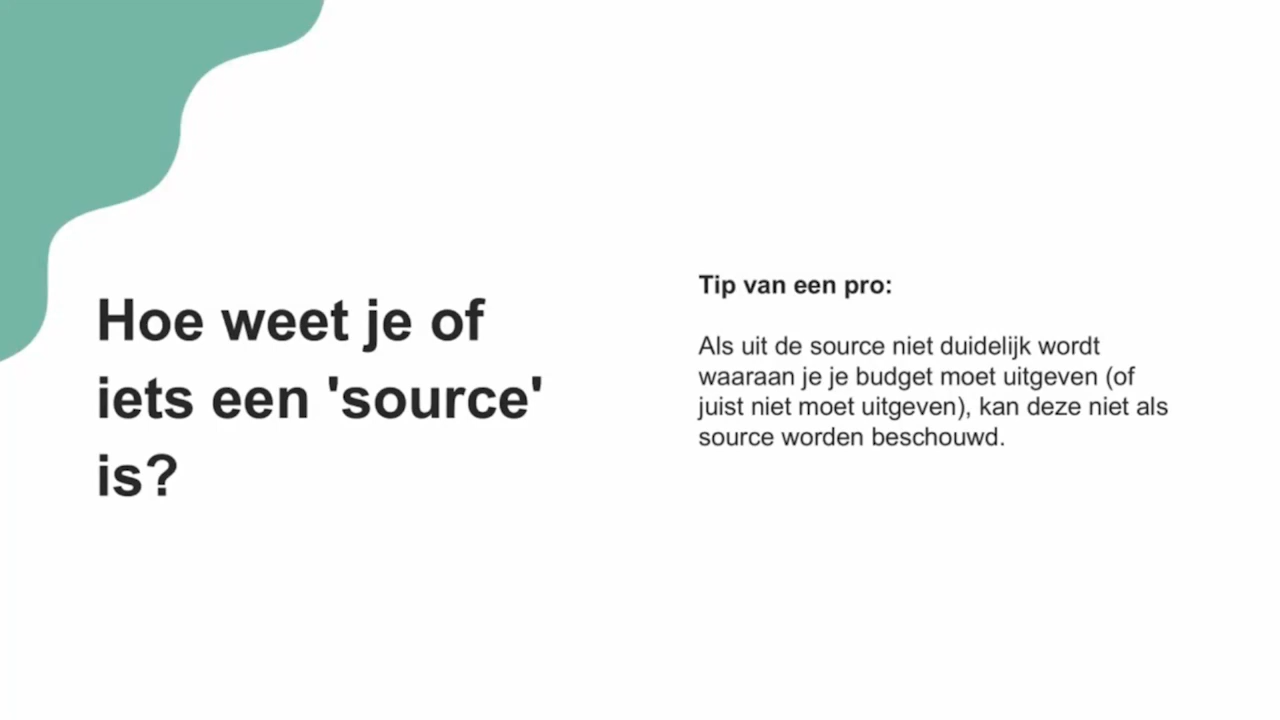 Hoe weet je of
iets een 'source'
is?
Tip van een pro:
Als uit de source niet duidelijk wordt
waaraan je je budget moet uitgeven (of
juist niet moet uitgeven), kan deze niet als
source worden beschouwd.